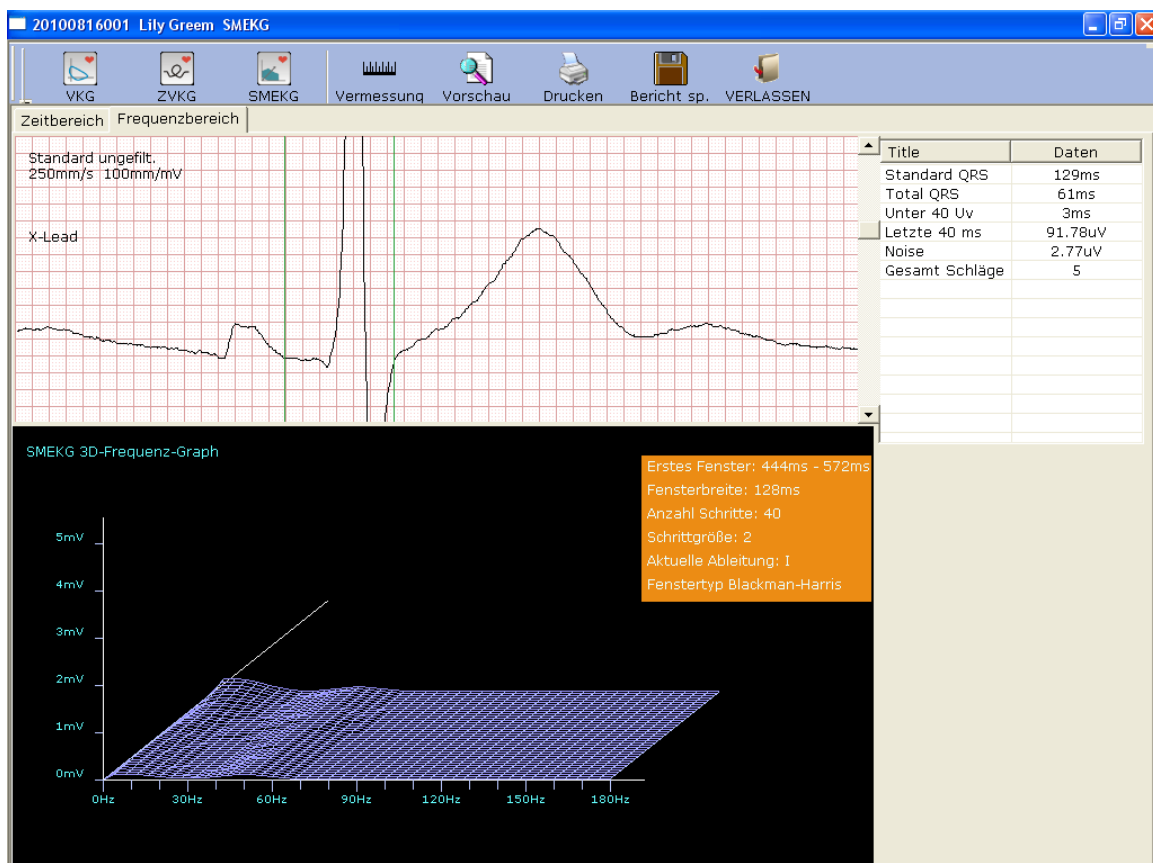 20100816001 Lily Greem SMEKG
VKG ZVKG SMEKG Vermessung Vorschau Drucken Bericht sp. VERLASSEN
Zeitbereich Frequenzbereich
Standard ungefilt.
250mm/s 100mm/mV
X-Lead
Title Daten
Standard QRS 129ms
Total QRS 61ms
Unter 40 Uv 3ms
Letzte 40 ms 91.78uV
Noise 2.77uV
Gesamt Schläge 5
SMEKG 3D-Frequenz-Graph
Erstes Fenster: 444ms - 572ms
Fensterbreite: 128ms
Anzahl Schritte: 40
Schrittgröße: 2
Aktuelle Ableitung: I
Fenstertyp Blackman-Harris
5mV
4mV
3mV
2mV
1mV
0mV
0Hz 30Hz 60Hz 90Hz 120Hz 150Hz 180Hz